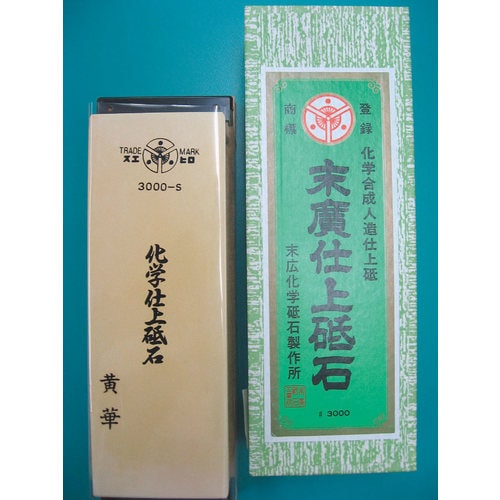 TRADE MARK
スエ ヒロ
3000-S
化学仕上砥石
黄華
登録
商標
化学合成人造仕上砥
末廣仕上砥石
末広化学砥石製作所
# 3000